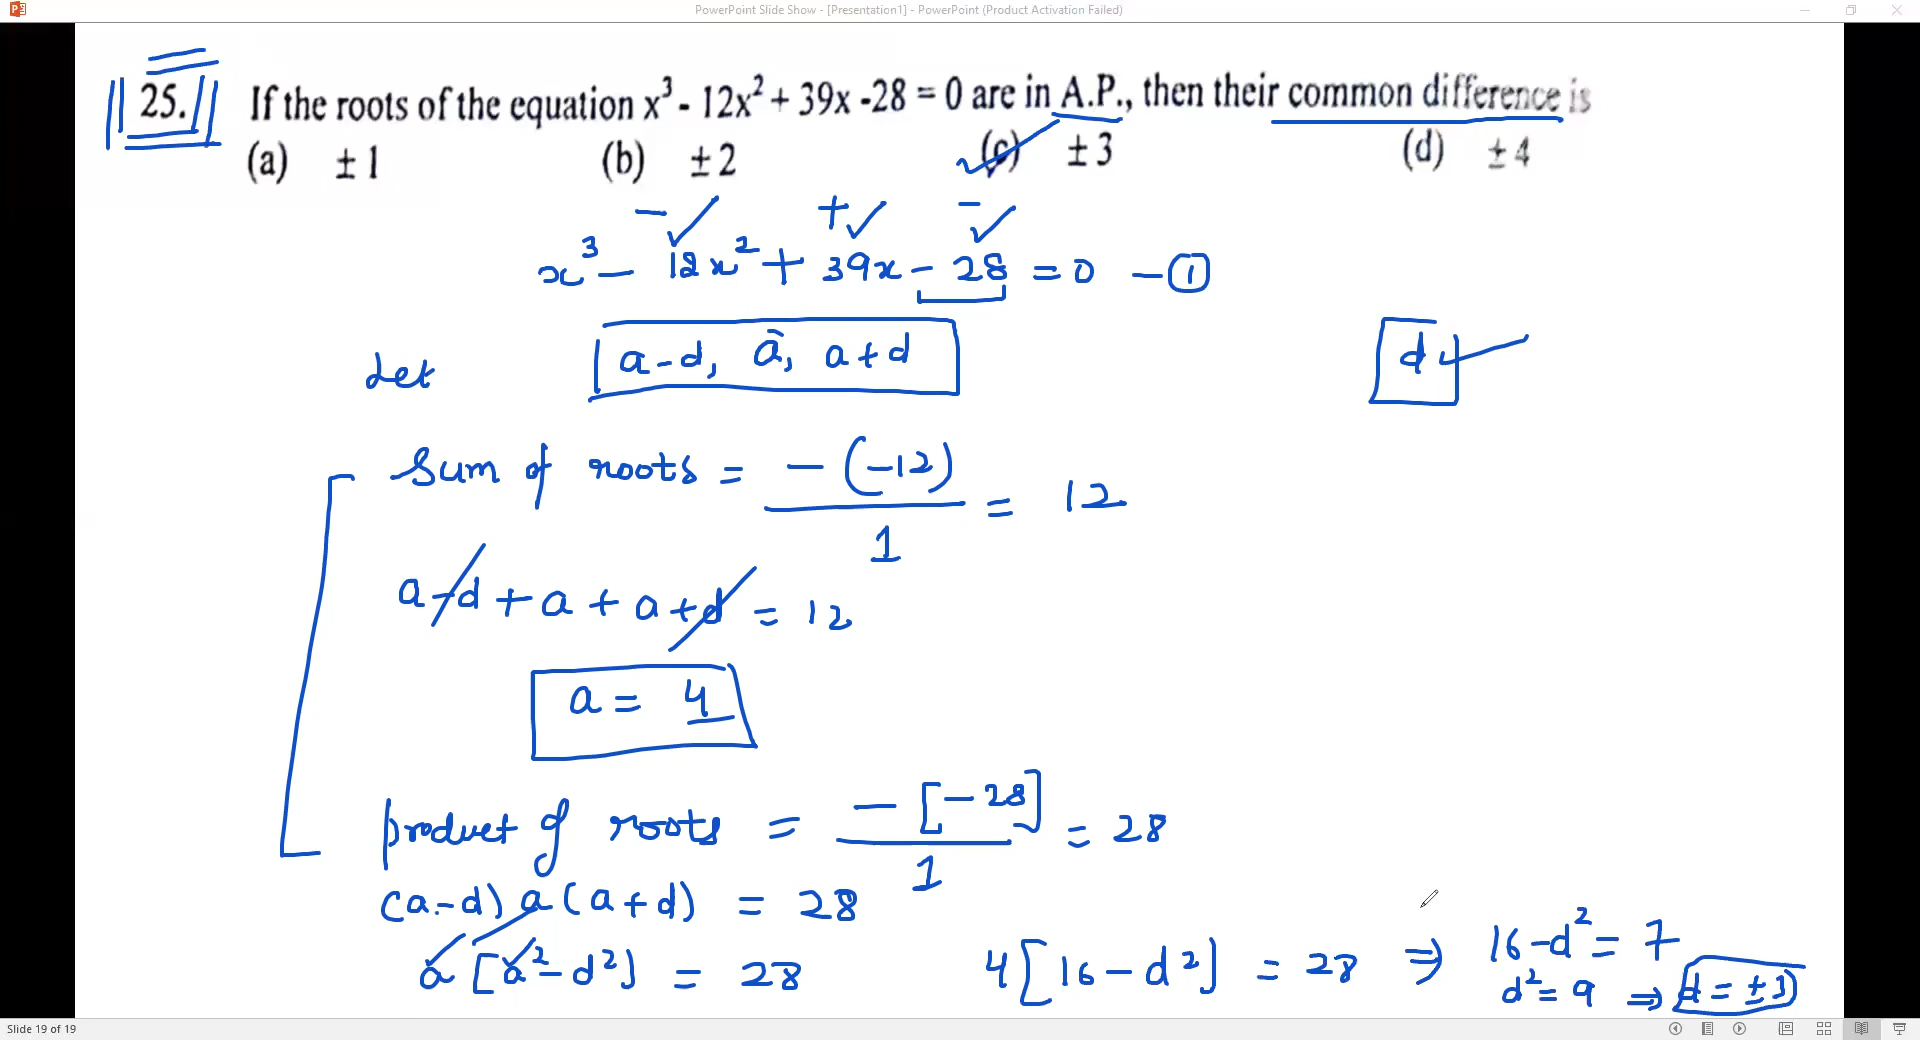 PowerPoint Slide Show - [Presentation1] - PowerPoint (Product Activation Failed)
25. If the roots of the equation x³ - 12x² + 39x -28 = 0 are in A.P., then their common difference is
(a) ± 1 (b) ± 2 (c) ± 3 (d) ± 4
− + −
x³ − 12x² + 39x − 28 = 0 − ①
Let a-d, a, a+d d
Sum of roots = −(−12)/1 = 12
a-d + a + a+d = 12
a = 4
product of roots = −[−28]/1 = 28
(a-d) a (a+d) = 28
a[a²-d²] = 28 4[16-d²] = 28 ⇒ 16-d² = 7
d² = 9 ⇒ d = ±3
Slide 19 of 19